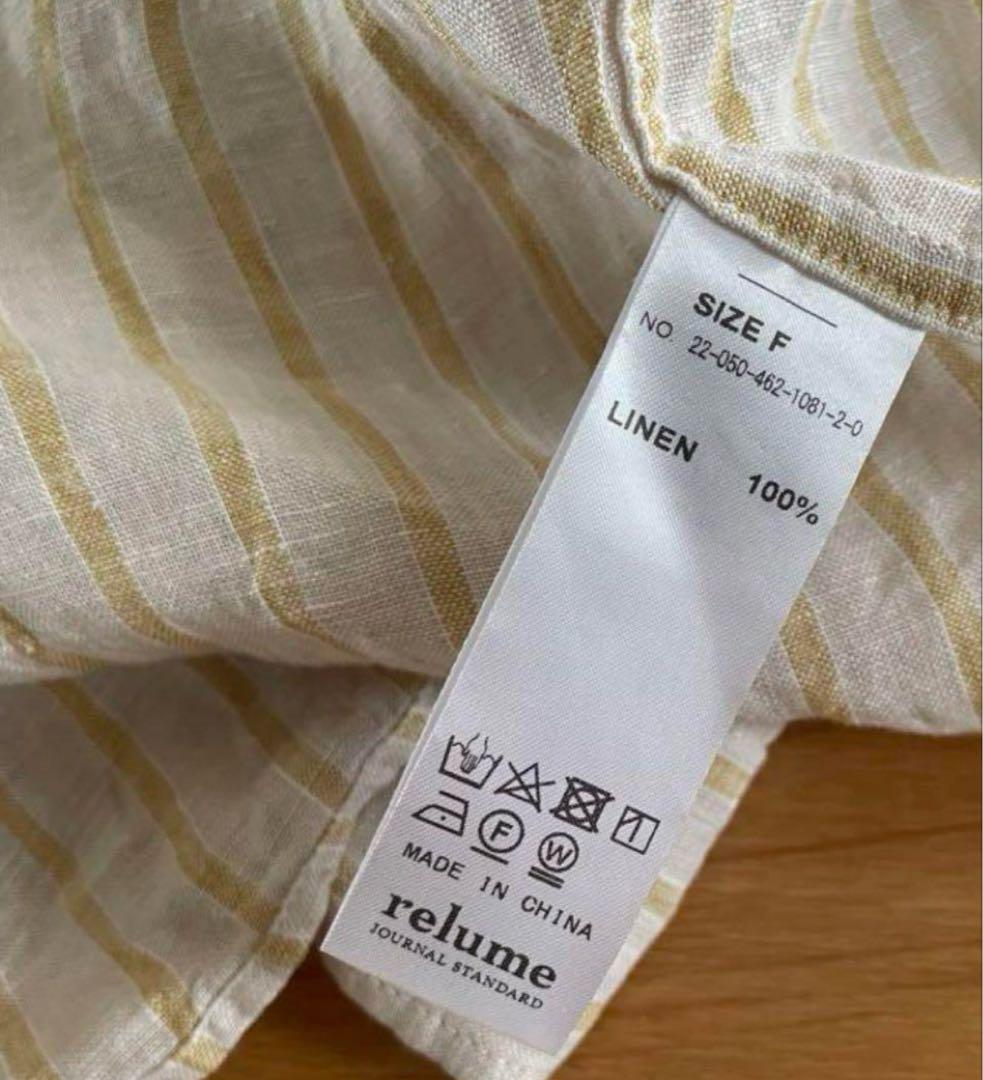 SIZE F
NO. 22-050-462-1081-2-0
LINEN 100%
F W
MADE IN CHINA
relume
JOURNAL STANDARD